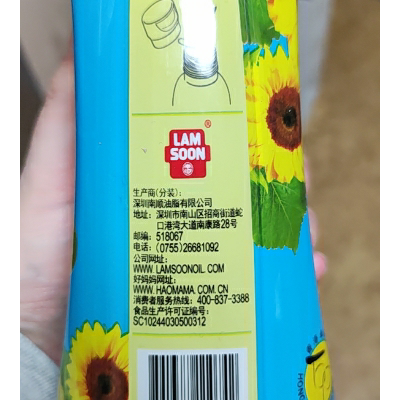 LAM
SOON
®
生产商(分装):
深圳南顺油脂有限公司
地址: 深圳市南山区招商街道蛇
口港湾大道南康路28号
邮编: 518067
电话: (0755)26681092
公司网址:
WWW.LAMSOONOIL.COM
好妈妈网址:
WWW.HAOMAMA.COM.CN
消费者服务热线: 400-837-3388
食品生产许可证编号:
SC10244030500312
HONG